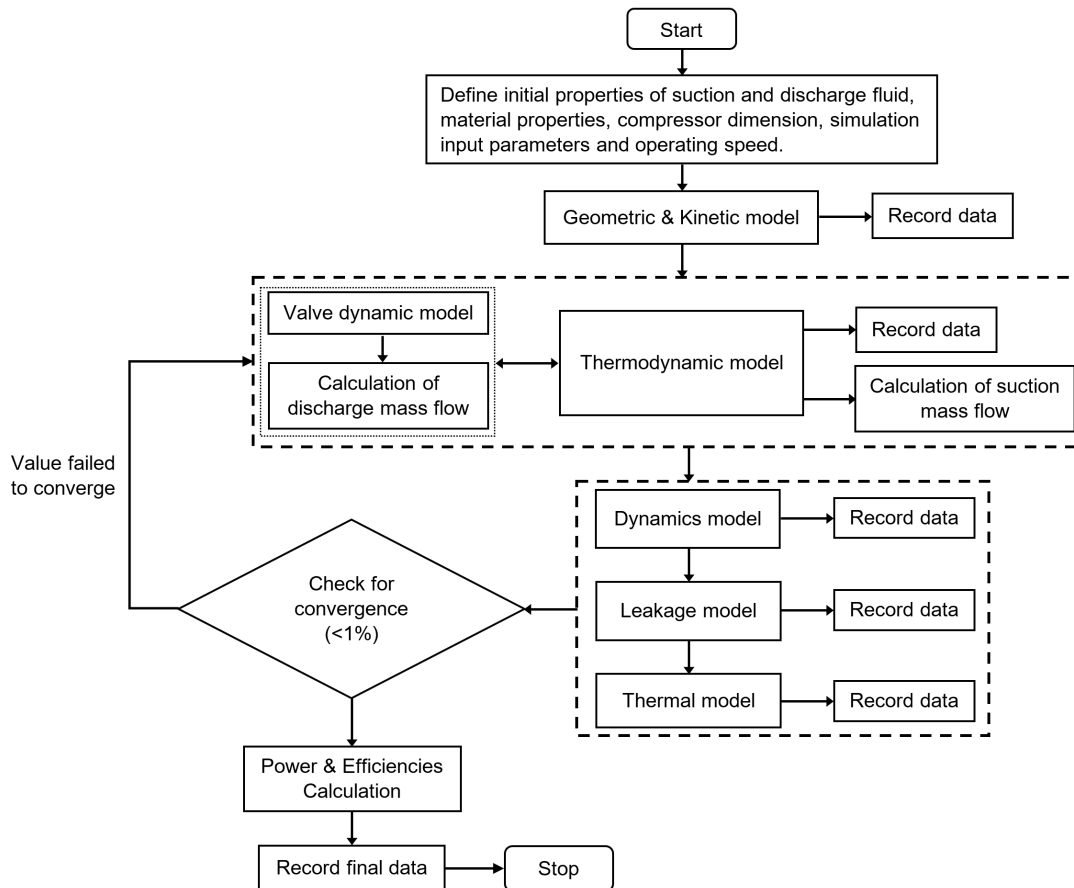 Start
Define initial properties of suction and discharge fluid,
material properties, compressor dimension, simulation
input parameters and operating speed.
Geometric & Kinetic model
Record data
Valve dynamic model
Calculation of
discharge mass flow
Thermodynamic model
Record data
Calculation of suction
mass flow
Value failed
to converge
Dynamics model
Record data
Leakage model
Record data
Thermal model
Record data
Check for
convergence
(<1%)
Power & Efficiencies
Calculation
Record final data
Stop